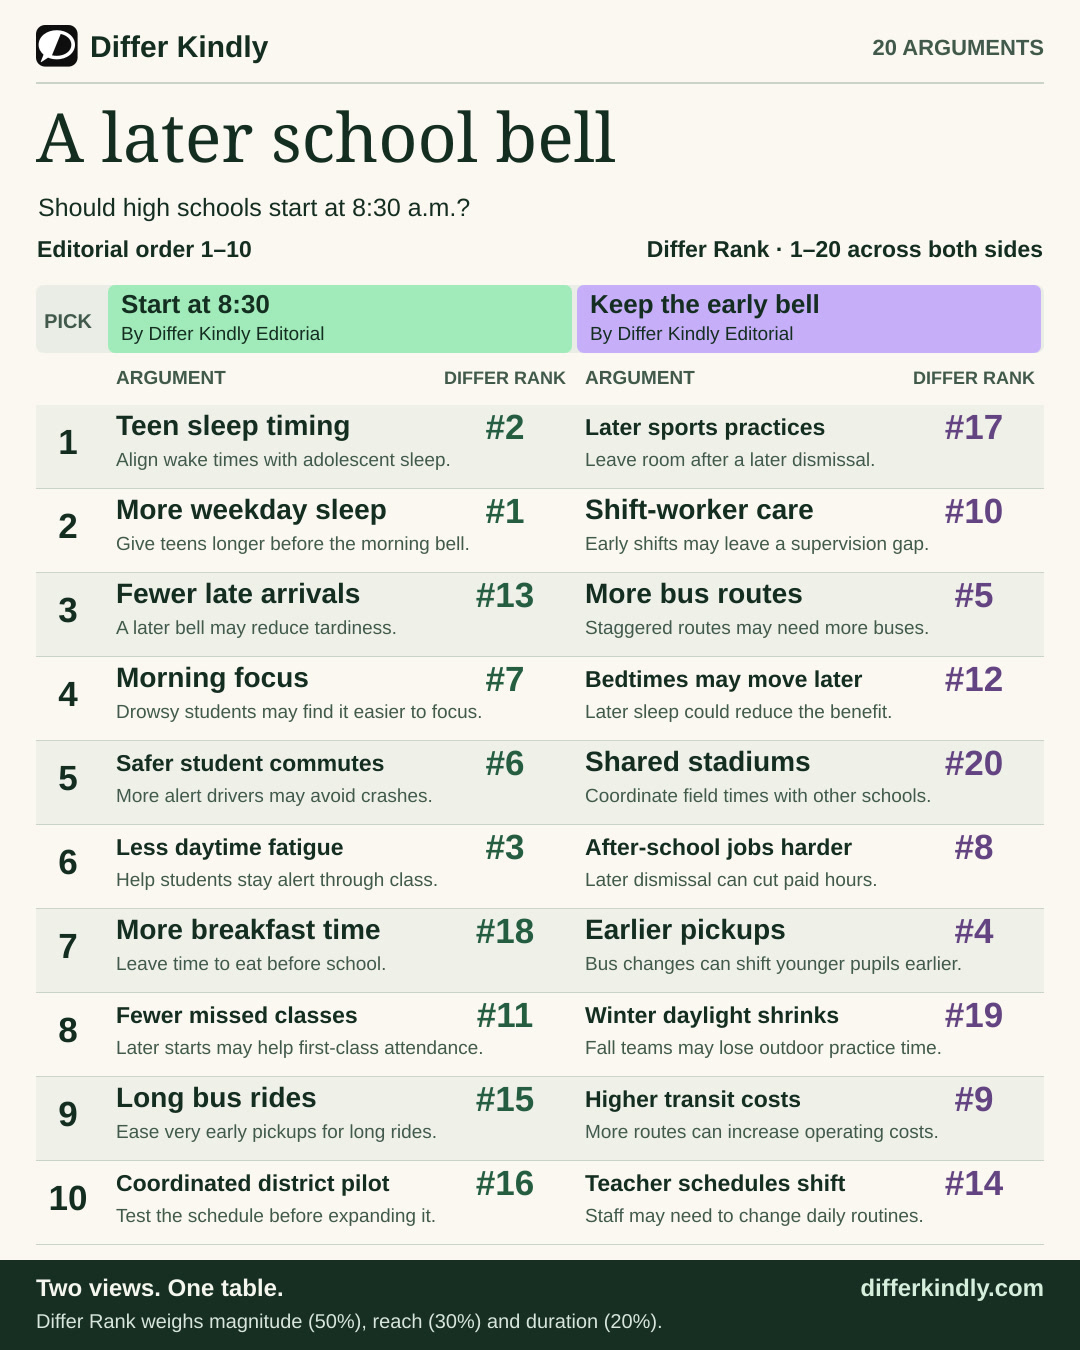 Differ Kindly
20 ARGUMENTS
A later school bell
Should high schools start at 8:30 a.m.?
Editorial order 1–10
Differ Rank · 1–20 across both sides
PICK
Start at 8:30
By Differ Kindly Editorial
Keep the early bell
By Differ Kindly Editorial
ARGUMENT DIFFER RANK ARGUMENT DIFFER RANK
1
Teen sleep timing #2
Align wake times with adolescent sleep.
Later sports practices #17
Leave room after a later dismissal.
2
More weekday sleep #1
Give teens longer before the morning bell.
Shift-worker care #10
Early shifts may leave a supervision gap.
3
Fewer late arrivals #13
A later bell may reduce tardiness.
More bus routes #5
Staggered routes may need more buses.
4
Morning focus #7
Drowsy students may find it easier to focus.
Bedtimes may move later #12
Later sleep could reduce the benefit.
5
Safer student commutes #6
More alert drivers may avoid crashes.
Shared stadiums #20
Coordinate field times with other schools.
6
Less daytime fatigue #3
Help students stay alert through class.
After-school jobs harder #8
Later dismissal can cut paid hours.
7
More breakfast time #18
Leave time to eat before school.
Earlier pickups #4
Bus changes can shift younger pupils earlier.
8
Fewer missed classes #11
Later starts may help first-class attendance.
Winter daylight shrinks #19
Fall teams may lose outdoor practice time.
9
Long bus rides #15
Ease very early pickups for long rides.
Higher transit costs #9
More routes can increase operating costs.
10
Coordinated district pilot #16
Test the schedule before expanding it.
Teacher schedules shift #14
Staff may need to change daily routines.
Two views. One table.
differkindly.com
Differ Rank weighs magnitude (50%), reach (30%) and duration (20%).